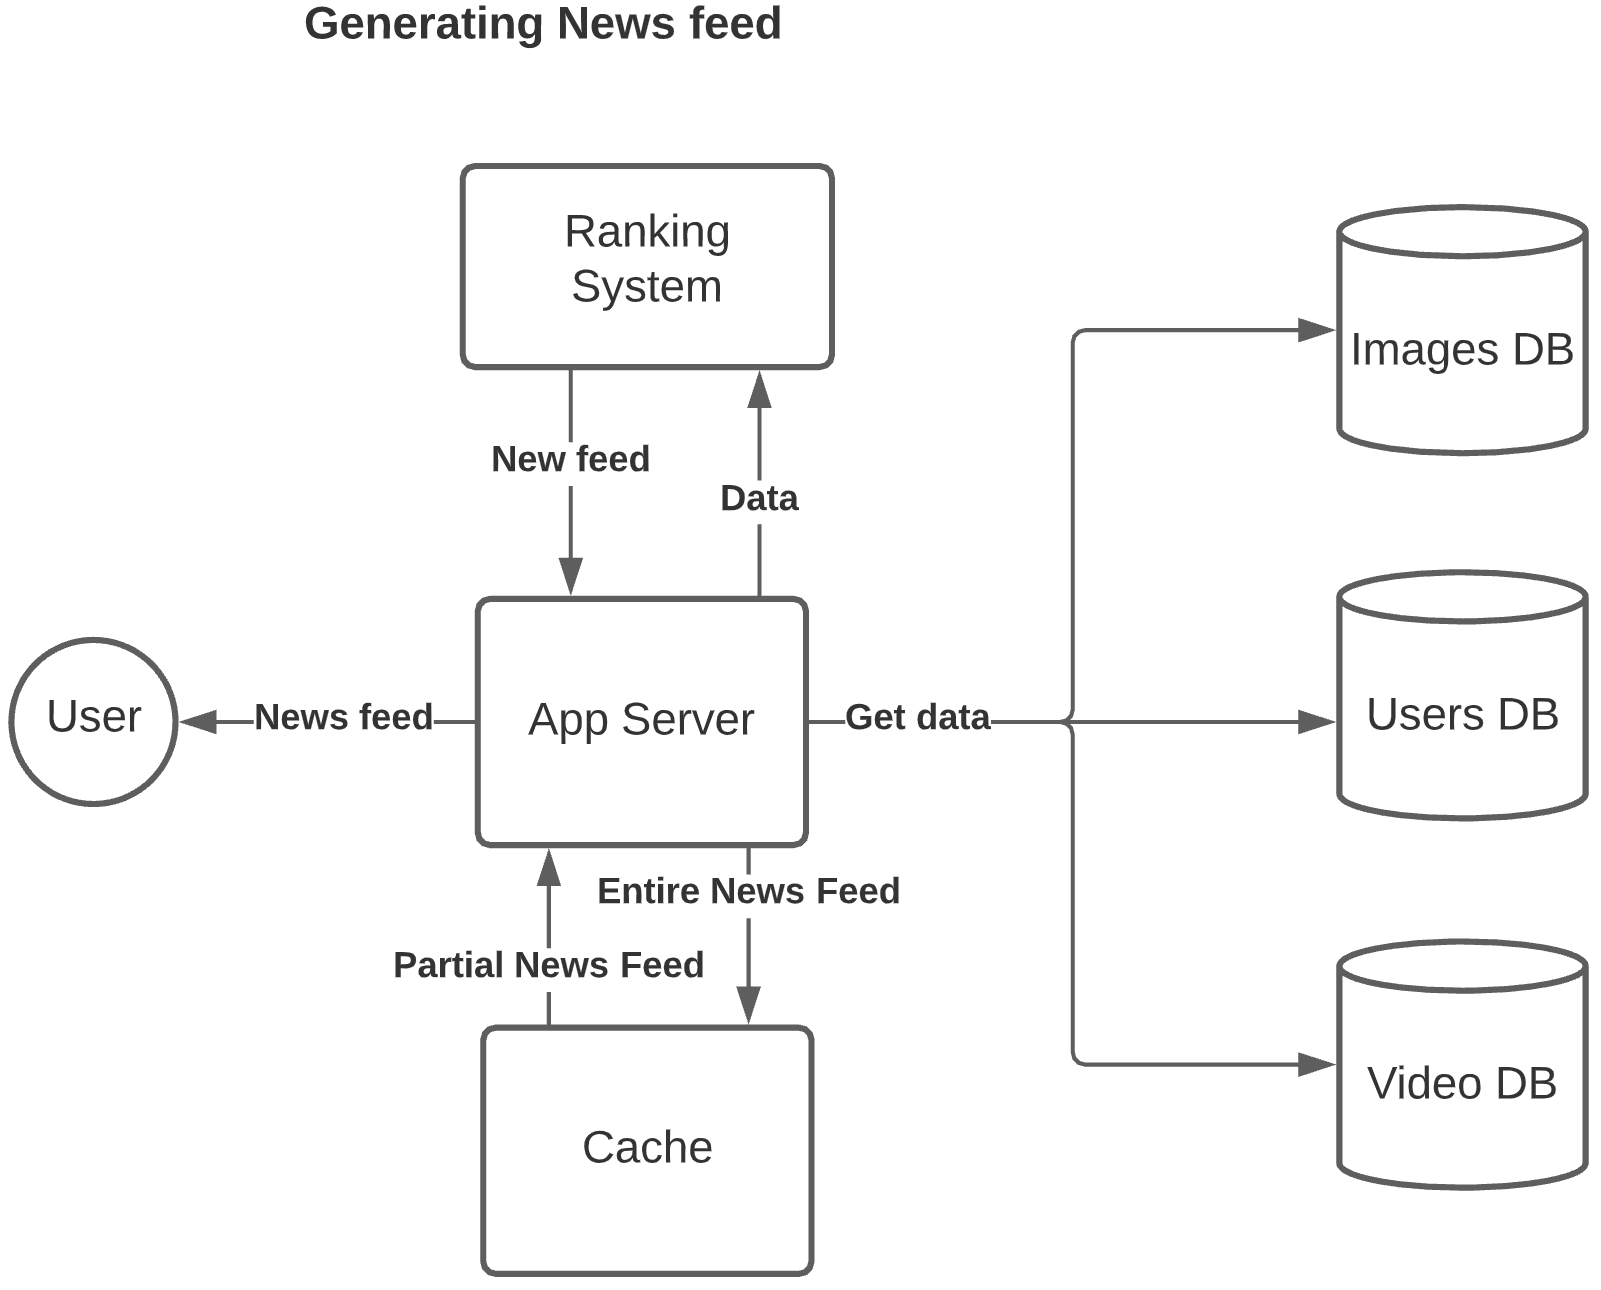 Generating News feed
Ranking
System
New feed
Data
Images DB
User
News feed
App Server
Get data
Users DB
Entire News Feed
Partial News Feed
Cache
Video DB